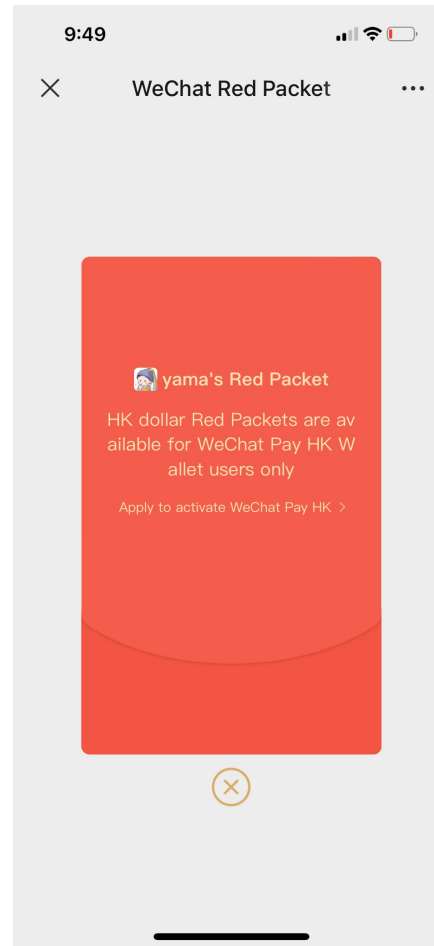 9:49
WeChat Red Packet
yama's Red Packet
HK dollar Red Packets are av
ailable for WeChat Pay HK W
allet users only
Apply to activate WeChat Pay HK >